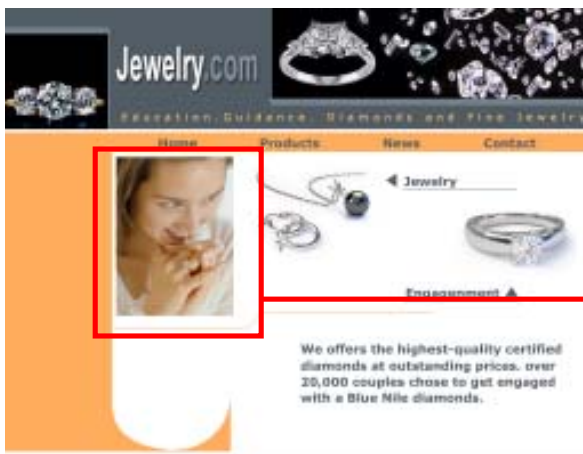 Jewelry.com
Education, Guidance, Diamonds and Fine Jewelry
Home Products News Contact
Jewelry
Engagenment
We offers the highest-quality certified
diamonds at outstanding prices. over
20,000 couples chose to get engaged
with a Blue Nile diamonds.